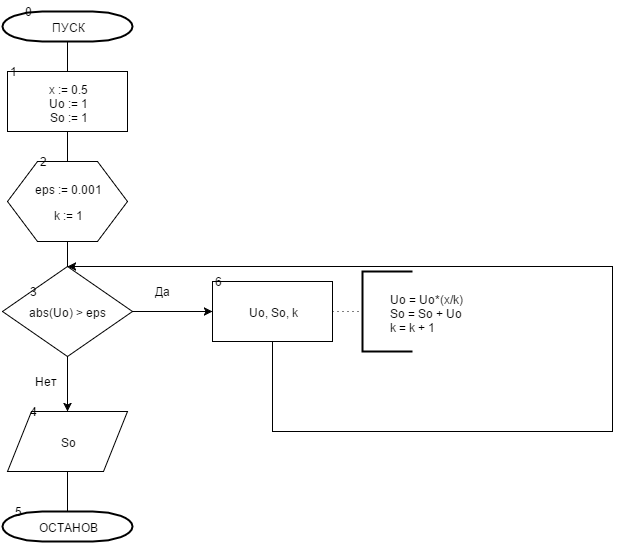 0
ПУСК
1
x := 0.5
Uo := 1
So := 1
2
eps := 0.001
k := 1
3
abs(Uo) > eps
Да
6
Uo, So, k
Uo = Uo*(x/k)
So = So + Uo
k = k + 1
Нет
4
So
5
ОСТАНОВ